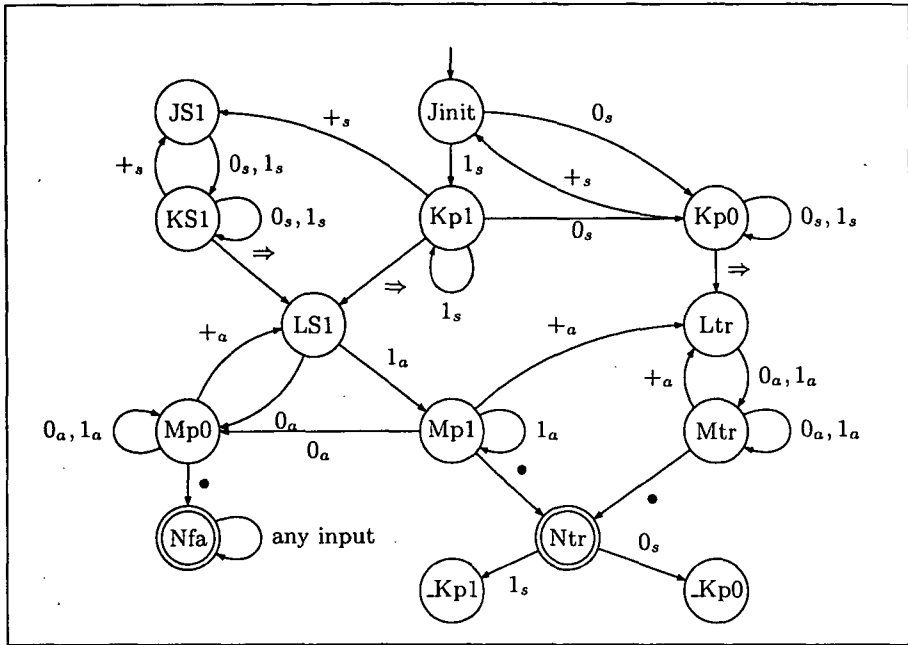 JS1
Jinit
+ₛ
0ₛ
+ₛ
0ₛ, 1ₛ
1ₛ
+ₛ
KS1
0ₛ, 1ₛ
Kp1
0ₛ
Kp0
0ₛ, 1ₛ
⇒
⇒
1ₛ
⇒
LS1
Ltr
+ₐ
1ₐ
+ₐ
+ₐ
0ₐ, 1ₐ
0ₐ, 1ₐ
Mp0
0ₐ
0ₐ
Mp1
1ₐ
Mtr
0ₐ, 1ₐ
•
•
•
Nfa
any input
Ntr
1ₛ
0ₛ
_Kp1
_Kp0